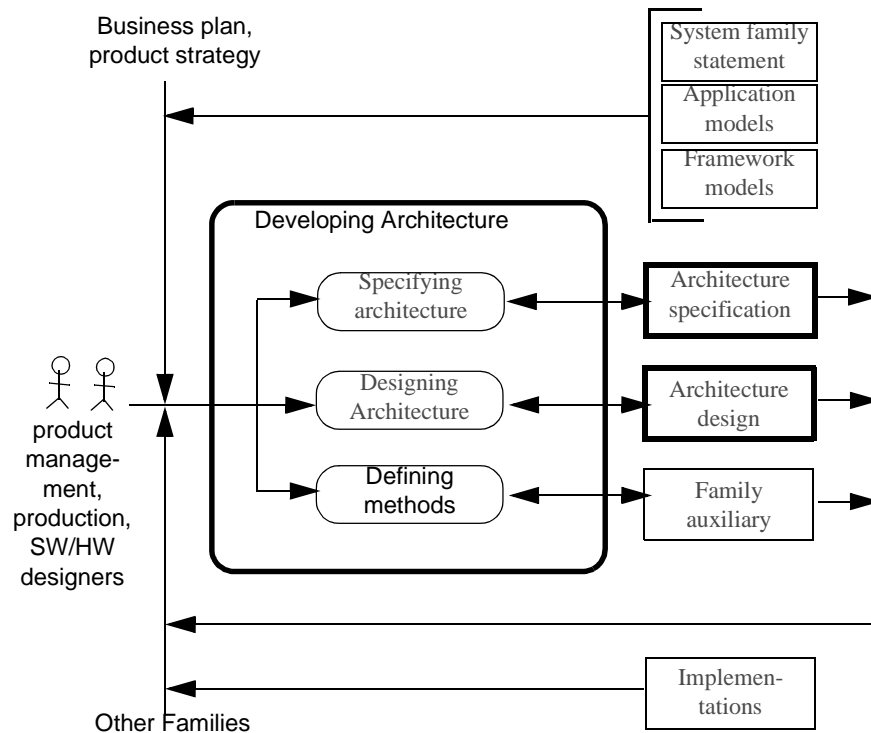 Business plan,
product strategy
System family
statement
Application
models
Framework
models
Developing Architecture
Specifying
architecture
Architecture
specification
Designing
Architecture
Architecture
design
Defining
methods
Family
auxiliary
product
manage-
ment,
production,
SW/HW
designers
Implemen-
tations
Other Families